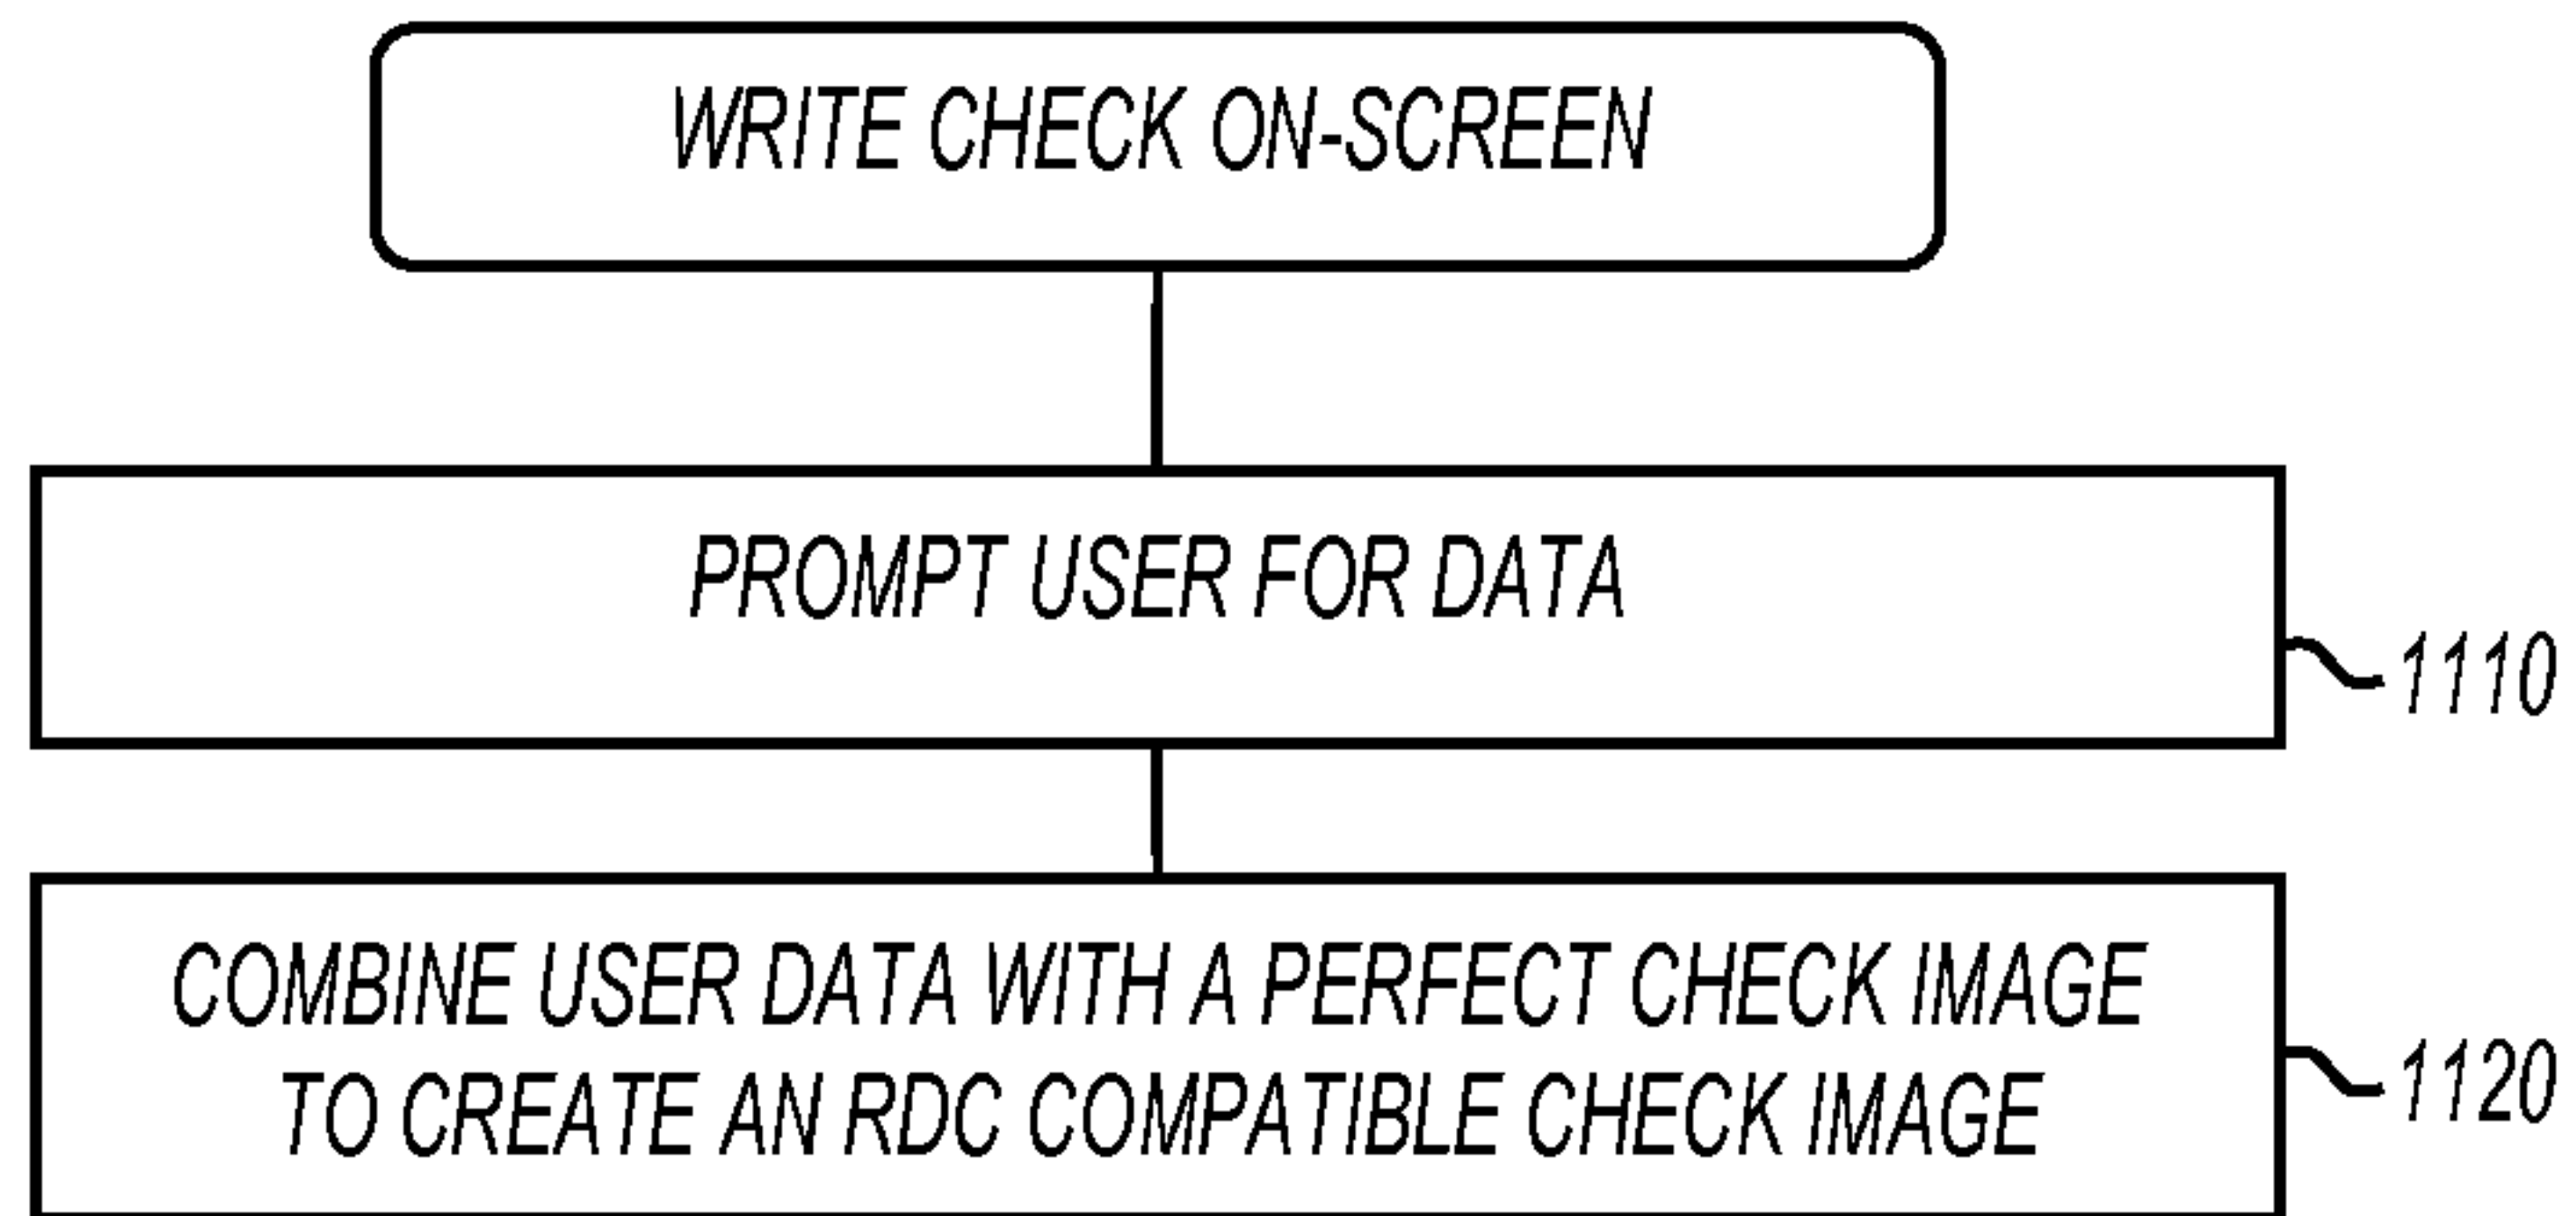 WRITE CHECK ON-SCREEN
PROMPT USER FOR DATA
1110
COMBINE USER DATA WITH A PERFECT CHECK IMAGE
TO CREATE AN RDC COMPATIBLE CHECK IMAGE
1120